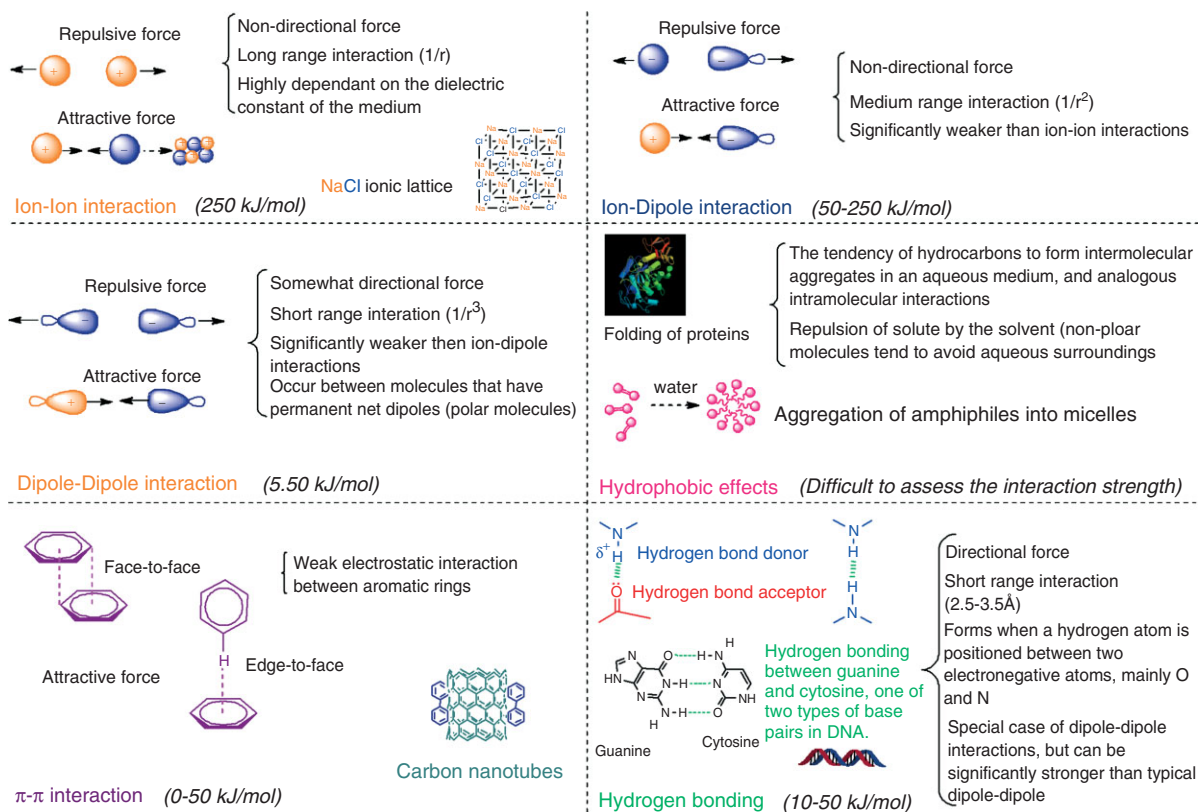 Repulsive force
+
+
Non-directional force
Long range interaction (1/r)
Highly dependant on the dielectric
constant of the medium
Attractive force
+
-
NaCl ionic lattice
Ion-Ion interaction (250 kJ/mol)
Repulsive force
-
-
Attractive force
+
-
Non-directional force
Medium range interaction (1/r²)
Significantly weaker than ion-ion interactions
Ion-Dipole interaction (50-250 kJ/mol)
Repulsive force
-
-
Attractive force
+
-
Somewhat directional force
Short range interation (1/r³)
Significantly weaker then ion-dipole
interactions
Occur between molecules that have
permanent net dipoles (polar molecules)
Dipole-Dipole interaction (5.50 kJ/mol)
Folding of proteins
The tendency of hydrocarbons to form intermolecular
aggregates in an aqueous medium, and analogous
intramolecular interactions
Repulsion of solute by the solvent (non-ploar
molecules tend to avoid aqueous surroundings
water
Aggregation of amphiphiles into micelles
Hydrophobic effects (Difficult to assess the interaction strength)
Face-to-face
Weak electrostatic interaction
between aromatic rings
H
Edge-to-face
Attractive force
Carbon nanotubes
π-π interaction (0-50 kJ/mol)
N
δ⁺ H
Hydrogen bond donor
O
Hydrogen bond acceptor
N
H
H
N
Hydrogen bonding
between guanine
and cytosine, one of
two types of base
pairs in DNA.
N
HN
N
O
N-H
N-H
H
H
H-N
N
NH
O
Guanine
Cytosine
Directional force
Short range interaction
(2.5-3.5Å)
Forms when a hydrogen atom is
positioned between two
electronegative atoms, mainly O
and N
Special case of dipole-dipole
interactions, but can be
significantly stronger than typical
dipole-dipole
Hydrogen bonding (10-50 kJ/mol)